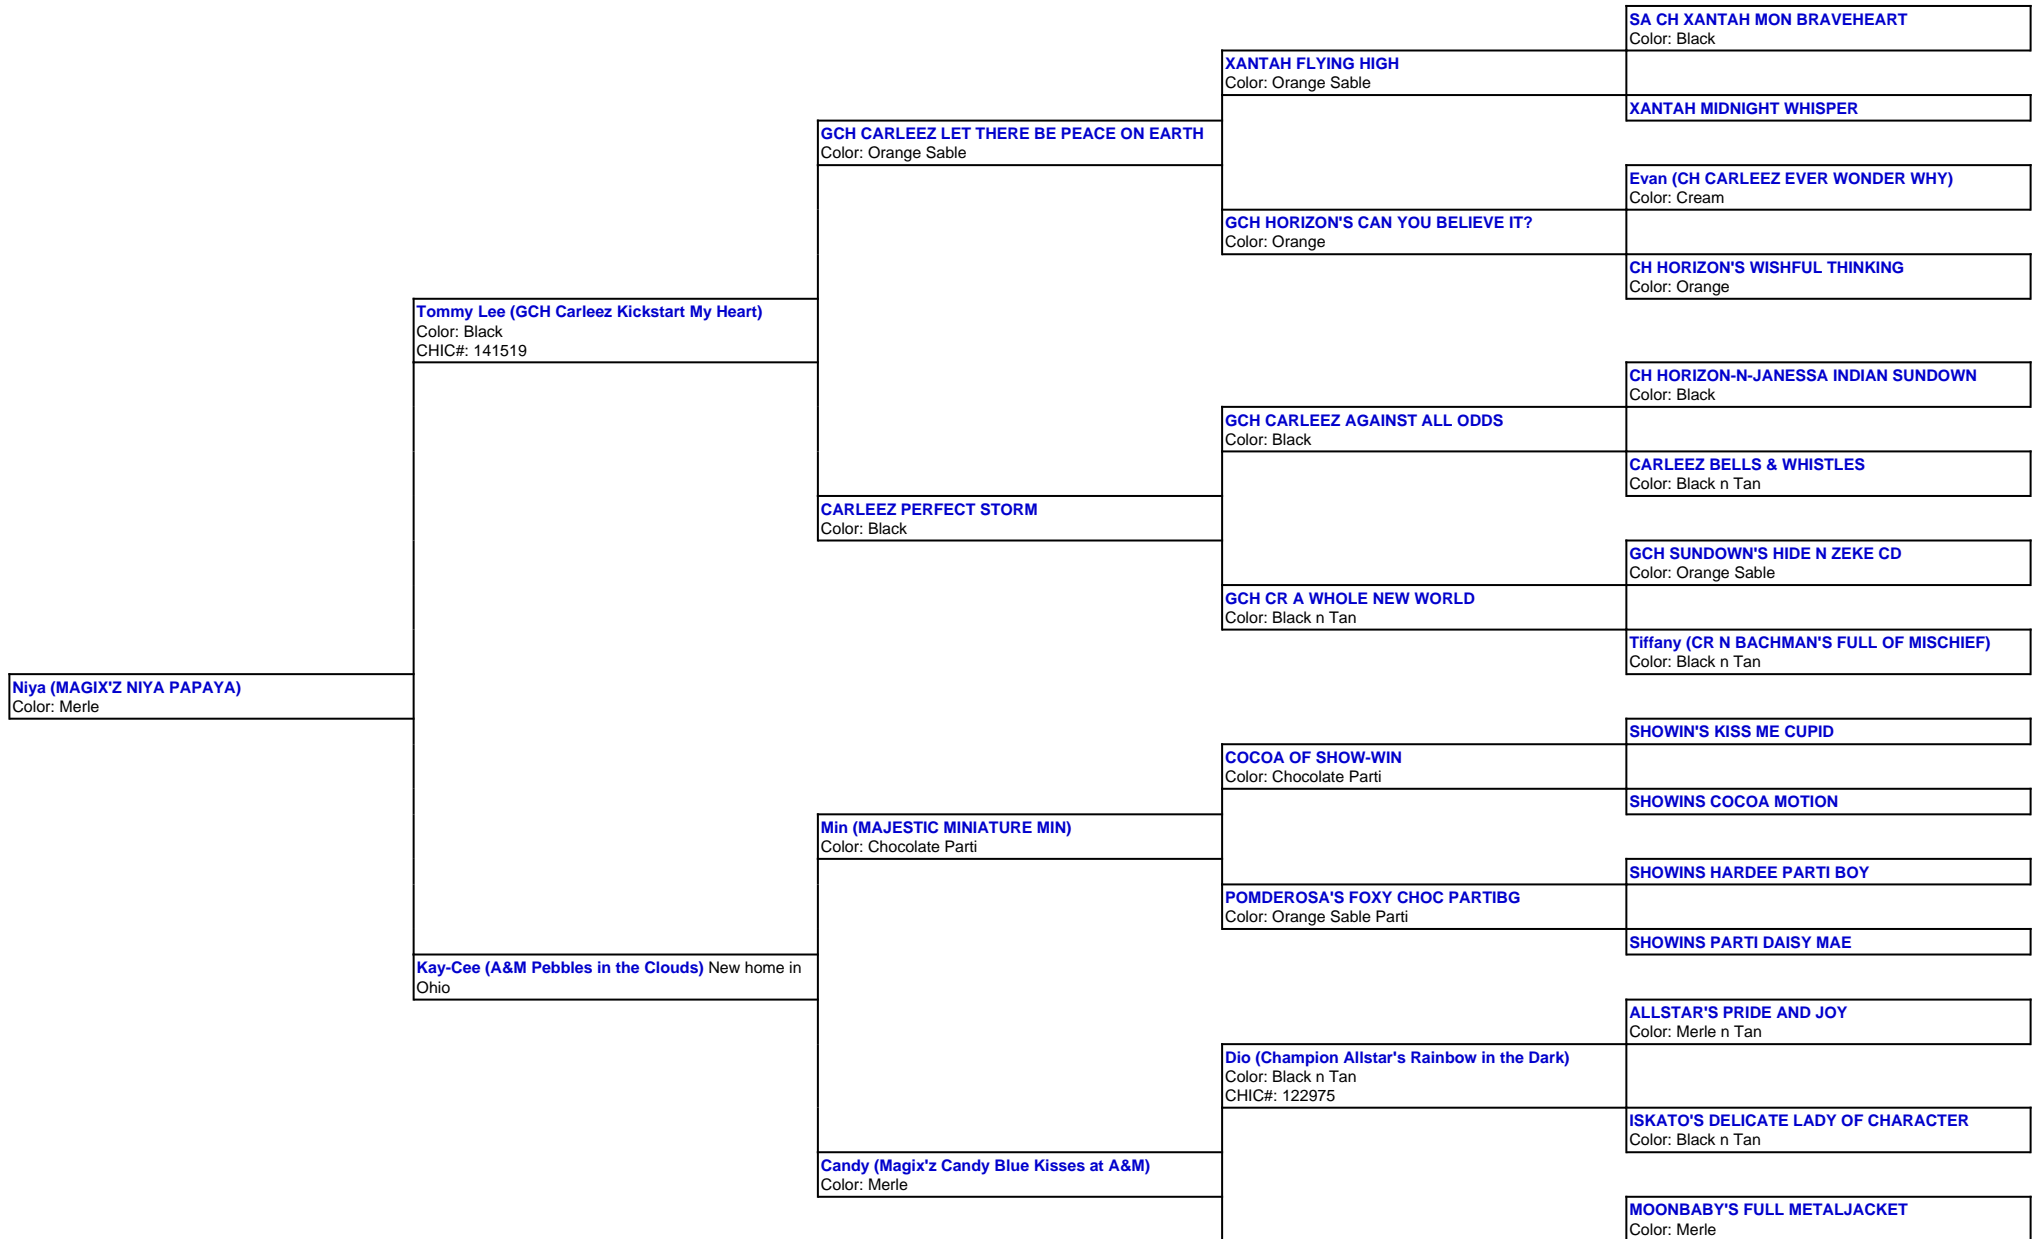 SA CH XANTAH MON BRAVEHEART
Color: Black
XANTAH FLYING HIGH
Color: Orange Sable
XANTAH MIDNIGHT WHISPER
GCH CARLEEZ LET THERE BE PEACE ON EARTH
Color: Orange Sable
Evan (CH CARLEEZ EVER WONDER WHY)
Color: Cream
GCH HORIZON'S CAN YOU BELIEVE IT?
Color: Orange
CH HORIZON'S WISHFUL THINKING
Color: Orange
Tommy Lee (GCH Carleez Kickstart My Heart)
Color: Black
CHIC#: 141519
CH HORIZON-N-JANESSA INDIAN SUNDOWN
Color: Black
GCH CARLEEZ AGAINST ALL ODDS
Color: Black
CARLEEZ BELLS & WHISTLES
Color: Black n Tan
CARLEEZ PERFECT STORM
Color: Black
GCH SUNDOWN'S HIDE N ZEKE CD
Color: Orange Sable
GCH CR A WHOLE NEW WORLD
Color: Black n Tan
Tiffany (CR N BACHMAN'S FULL OF MISCHIEF)
Color: Black n Tan
Niya (MAGIX'Z NIYA PAPAYA)
Color: Merle
SHOWIN'S KISS ME CUPID
COCOA OF SHOW-WIN
Color: Chocolate Parti
SHOWINS COCOA MOTION
Min (MAJESTIC MINIATURE MIN)
Color: Chocolate Parti
SHOWINS HARDEE PARTI BOY
POMDEROSA'S FOXY CHOC PARTIBG
Color: Orange Sable Parti
SHOWINS PARTI DAISY MAE
Kay-Cee (A&M Pebbles in the Clouds) New home in
Ohio
ALLSTAR'S PRIDE AND JOY
Color: Merle n Tan
Dio (Champion Allstar's Rainbow in the Dark)
Color: Black n Tan
CHIC#: 122975
ISKATO'S DELICATE LADY OF CHARACTER
Color: Black n Tan
Candy (Magix'z Candy Blue Kisses at A&M)
Color: Merle
MOONBABY'S FULL METALJACKET
Color: Merle